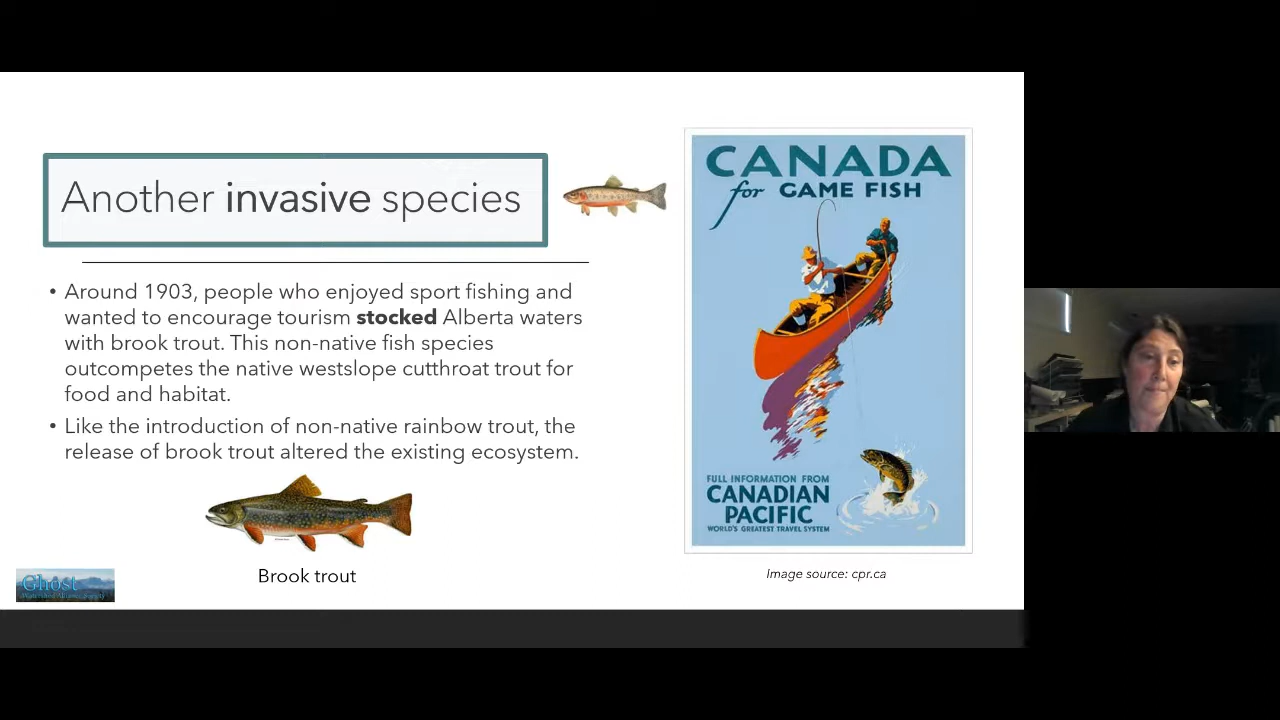 Another invasive species
• Around 1903, people who enjoyed sport fishing and
wanted to encourage tourism stocked Alberta waters
with brook trout. This non-native fish species
outcompetes the native westslope cutthroat trout for
food and habitat.
• Like the introduction of non-native rainbow trout, the
release of brook trout altered the existing ecosystem.
Brook trout
Ghost
Watershed Alliance Society
CANADA
for GAME FISH
FULL INFORMATION FROM
CANADIAN
PACIFIC
WORLD'S GREATEST TRAVEL SYSTEM
Image source: cpr.ca